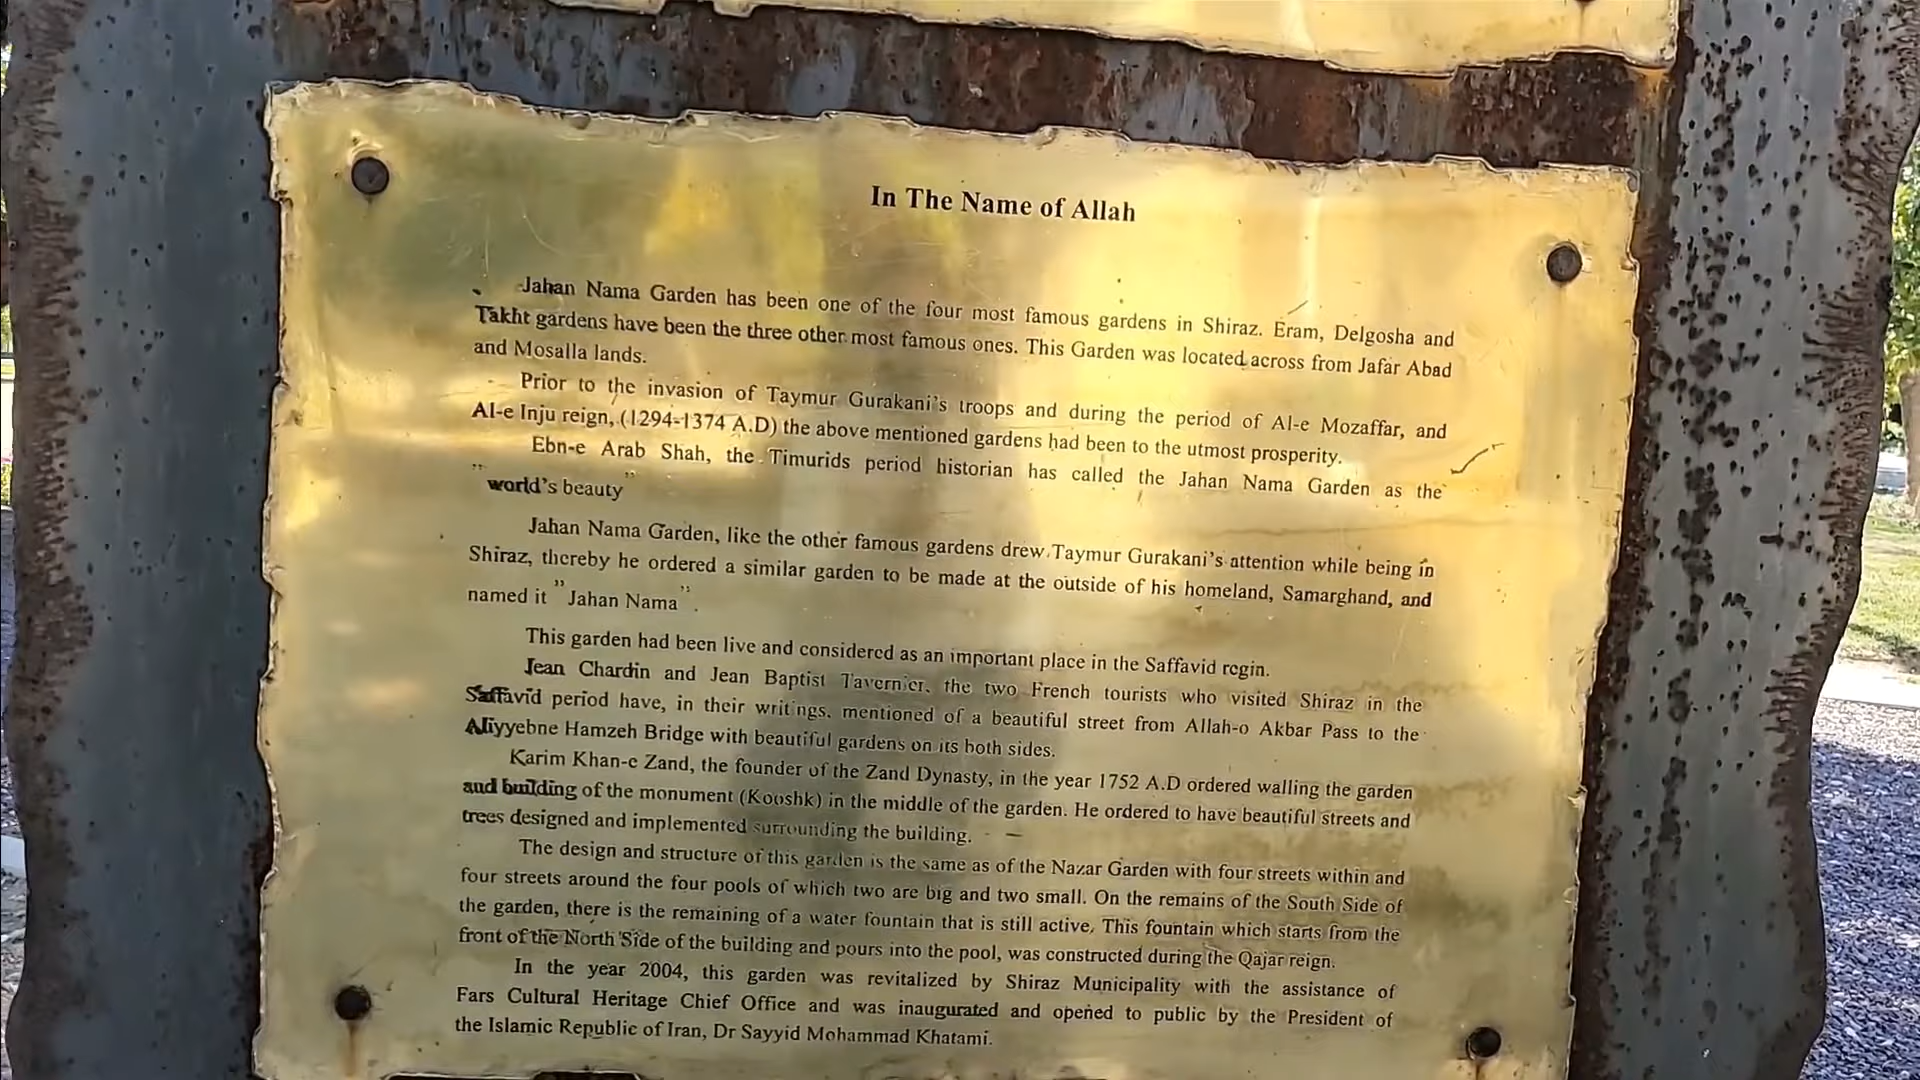 In The Name of Allah
Jahan Nama Garden has been one of the four most famous gardens in Shiraz. Eram, Delgosha and
Takht gardens have been the three other most famous ones. This Garden was located across from Jafar Abad
and Mosalla lands.
Prior to the invasion of Taymur Gurakani's troops and during the period of Al-e Mozaffar, and
Al-e Inju reign, (1294-1374 A.D) the above mentioned gardens had been to the utmost prosperity.
Ebn-e Arab Shah, the Timurids period historian has called the Jahan Nama Garden as the
"world's beauty"
Jahan Nama Garden, like the other famous gardens drew Taymur Gurakani's attention while being in
Shiraz, thereby he ordered a similar garden to be made at the outside of his homeland, Samarghand, and
named it "Jahan Nama".
This garden had been live and considered as an important place in the Saffavid regin.
Jean Chardin and Jean Baptist Tavernier, the two French tourists who visited Shiraz in the
Saffavid period have, in their writings, mentioned of a beautiful street from Allah-o Akbar Pass to the
Aliyyebne Hamzeh Bridge with beautiful gardens on its both sides.
Karim Khan-e Zand, the founder of the Zand Dynasty, in the year 1752 A.D ordered walling the garden
and building of the monument (Kooshk) in the middle of the garden. He ordered to have beautiful streets and
trees designed and implemented surrounding the building.
The design and structure of this garden is the same as of the Nazar Garden with four streets within and
four streets around the four pools of which two are big and two small. On the remains of the South Side of
the garden, there is the remaining of a water fountain that is still active. This fountain which starts from the
front of the North Side of the building and pours into the pool, was constructed during the Qajar reign.
In the year 2004, this garden was revitalized by Shiraz Municipality with the assistance of
Fars Cultural Heritage Chief Office and was inaugurated and opened to public by the President of
the Islamic Republic of Iran, Dr Sayyid Mohammad Khatami.